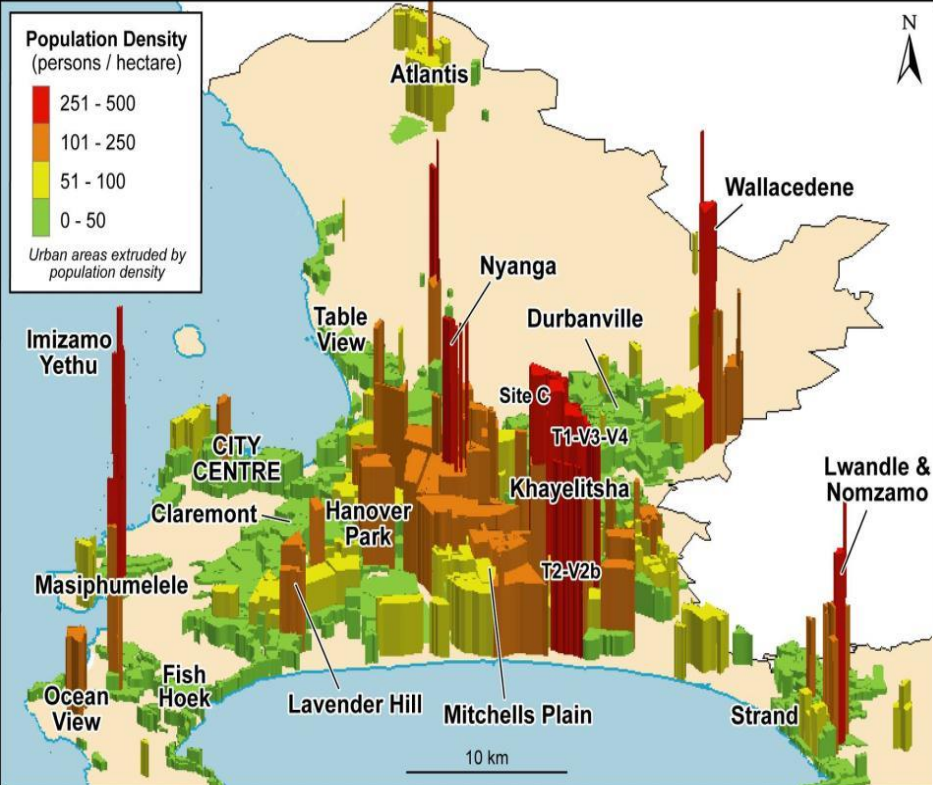 Population Density
(persons / hectare)
251 - 500
101 - 250
51 - 100
0 - 50
Urban areas extruded by
population density
N
Atlantis
Wallacedene
Nyanga
Durbanville
Table
View
Imizamo
Yethu
Site C
T1-V3-V4
CITY
CENTRE
Khayelitsha
Lwandle &
Nomzamo
Claremont
Hanover
Park
T2-V2b
Masiphumelele
Fish
Hoek
Ocean
View
Lavender Hill
Mitchells Plain
Strand
10 km